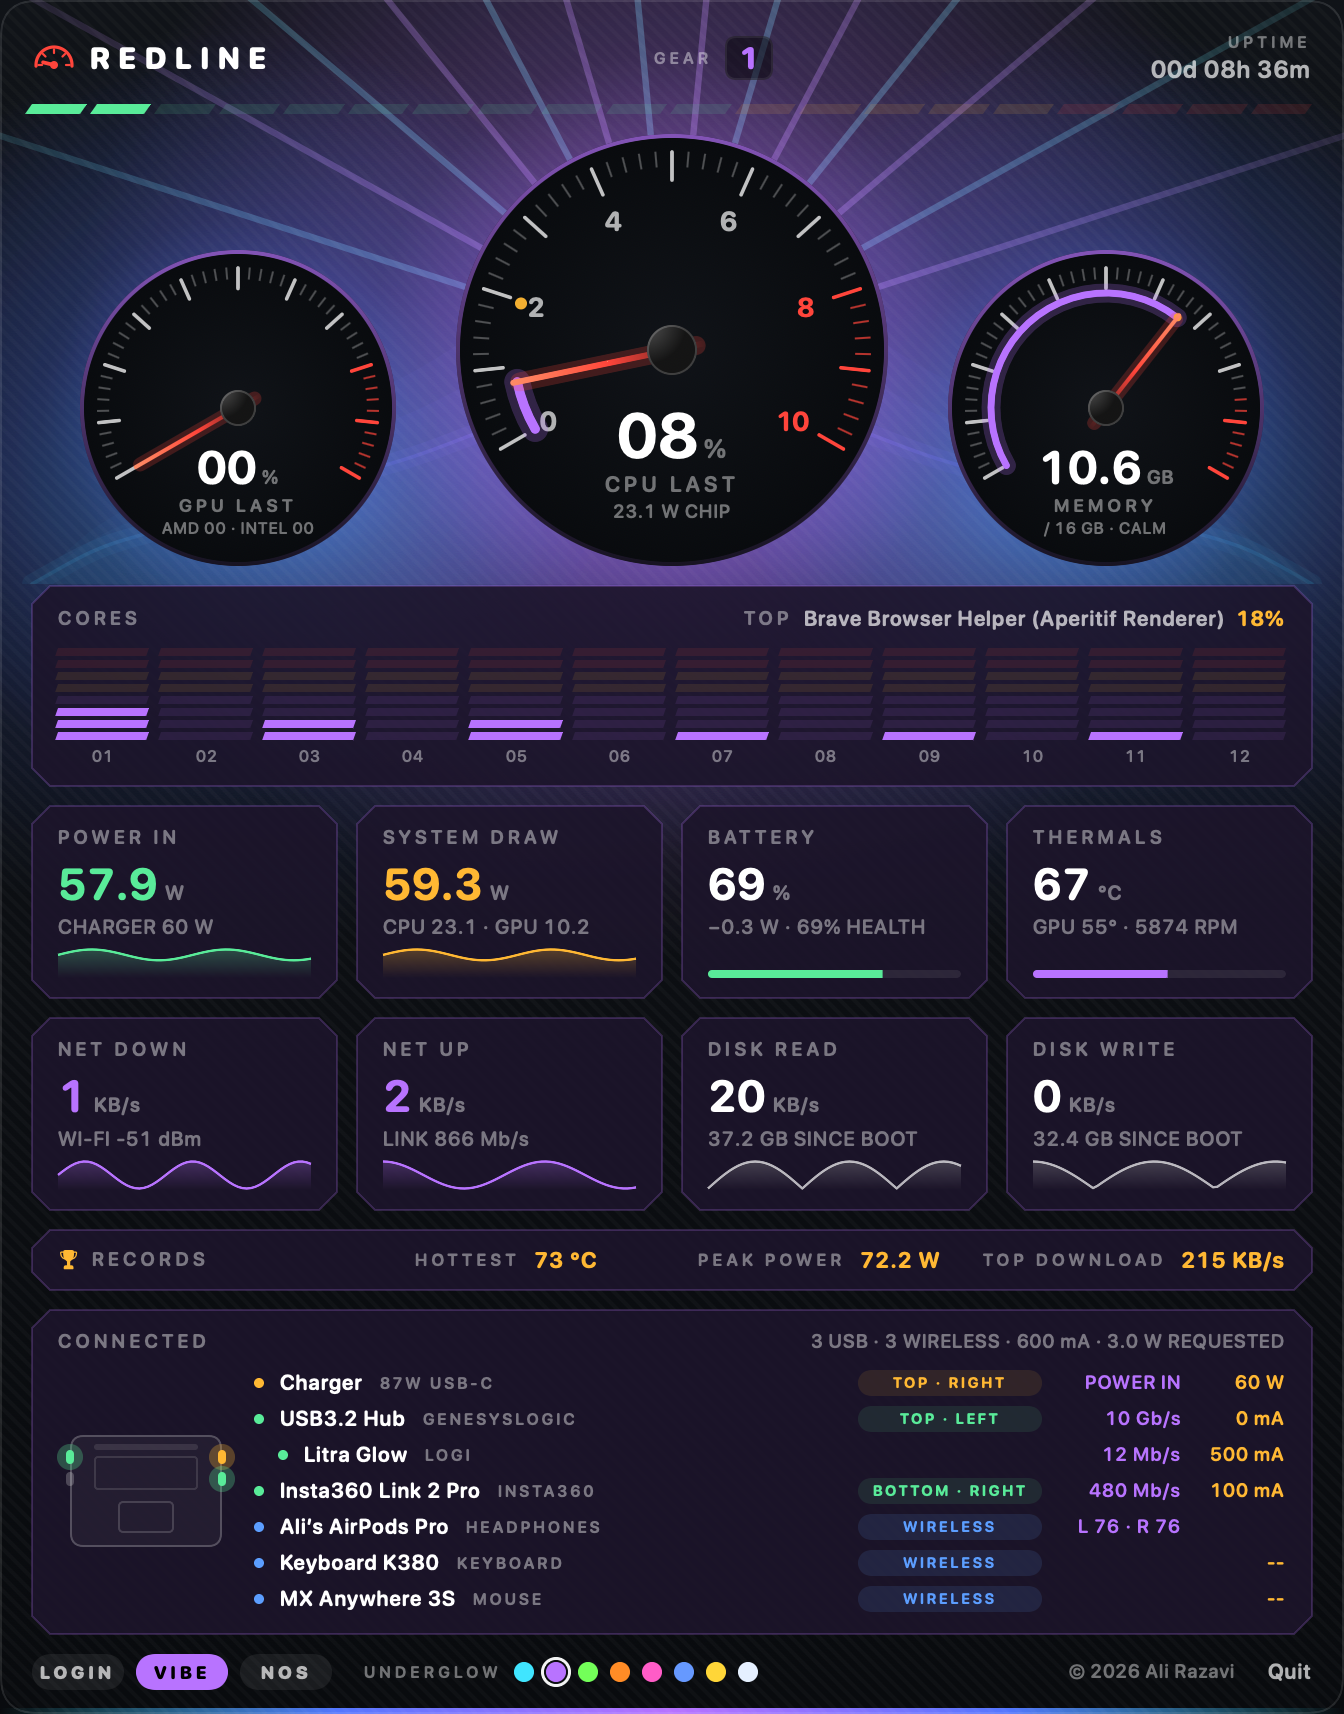 REDLINE
GEAR 1
UPTIME
00d 08h 36m
4 6
2 8
0 10
08 %
CPU LAST
23.1 W CHIP
00 %
GPU LAST
AMD 00 · INTEL 00
10.6 GB
MEMORY
/ 16 GB · CALM
CORES
TOP Brave Browser Helper (Aperitif Renderer) 18%
01 02 03 04 05 06 07 08 09 10 11 12
POWER IN
57.9 W
CHARGER 60 W
SYSTEM DRAW
59.3 W
CPU 23.1 · GPU 10.2
BATTERY
69 %
−0.3 W · 69% HEALTH
THERMALS
67 °C
GPU 55° · 5874 RPM
NET DOWN
1 KB/s
WI-FI -51 dBm
NET UP
2 KB/s
LINK 866 Mb/s
DISK READ
20 KB/s
37.2 GB SINCE BOOT
DISK WRITE
0 KB/s
32.4 GB SINCE BOOT
RECORDS HOTTEST 73 °C PEAK POWER 72.2 W TOP DOWNLOAD 215 KB/s
CONNECTED 3 USB · 3 WIRELESS · 600 mA · 3.0 W REQUESTED
Charger 87W USB-C TOP · RIGHT POWER IN 60 W
USB3.2 Hub GENESYSLOGIC TOP · LEFT 10 Gb/s 0 mA
Litra Glow LOGI 12 Mb/s 500 mA
Insta360 Link 2 Pro INSTA360 BOTTOM · RIGHT 480 Mb/s 100 mA
Ali's AirPods Pro HEADPHONES WIRELESS L 76 · R 76
Keyboard K380 KEYBOARD WIRELESS --
MX Anywhere 3S MOUSE WIRELESS --
LOGIN VIBE NOS UNDERGLOW © 2026 Ali Razavi Quit